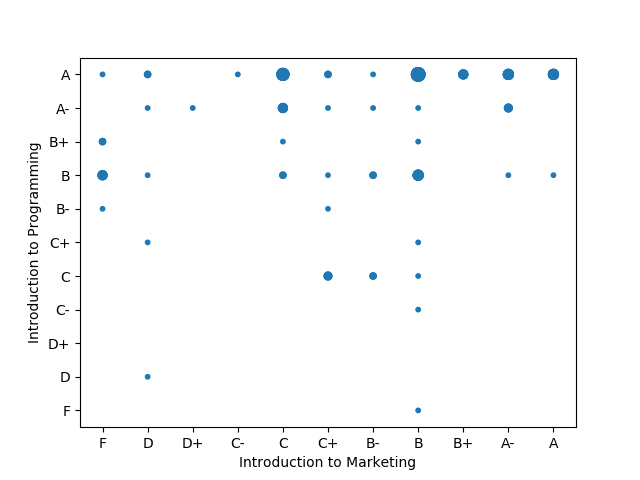 Introduction to Programming
A
A-
B+
B
B-
C+
C
C-
D+
D
F
F D D+ C- C C+ B- B B+ A- A
Introduction to Marketing